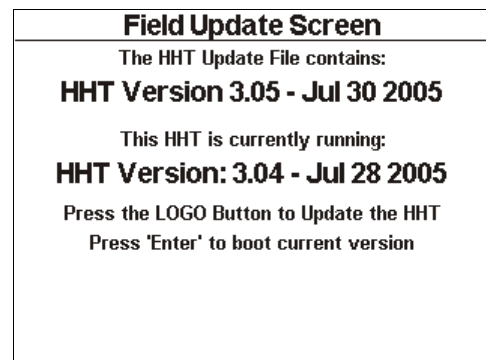 Field Update Screen
The HHT Update File contains:
HHT Version 3.05 - Jul 30 2005
This HHT is currently running:
HHT Version: 3.04 - Jul 28 2005
Press the LOGO Button to Update the HHT
Press 'Enter' to boot current version